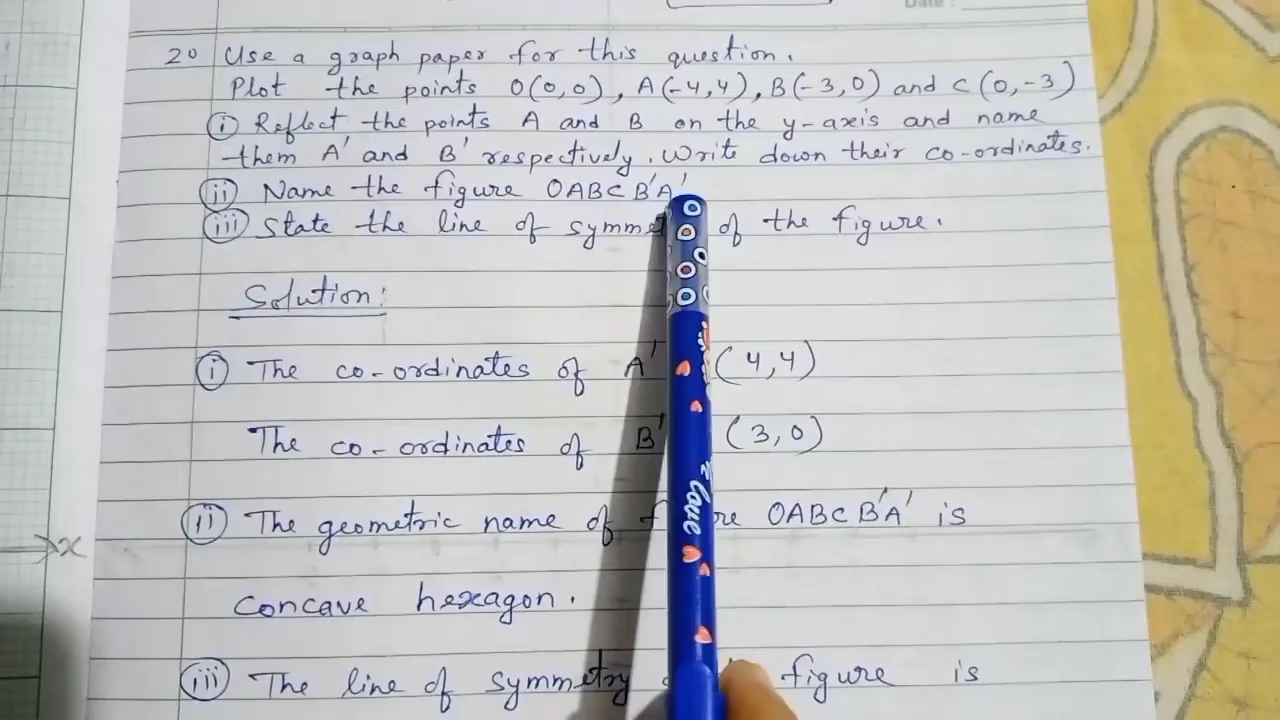 Date:
20 Use a graph paper for this question.
Plot the points O(0,0), A(-4,4), B(-3,0) and C(0,-3)
(i) Reflect the points A and B on the y-axis and name
them A' and B' respectively. Write down their co-ordinates.
(ii) Name the figure OABCB'A'
(iii) State the line of symme of the figure.
Solution:
(i) The co-ordinates of A' (4,4)
The co-ordinates of B' (3,0)
(ii) The geometric name of f re OABCB'A' is
x
Concave hexagon.
(iii) The line of symmetry figure is
Love